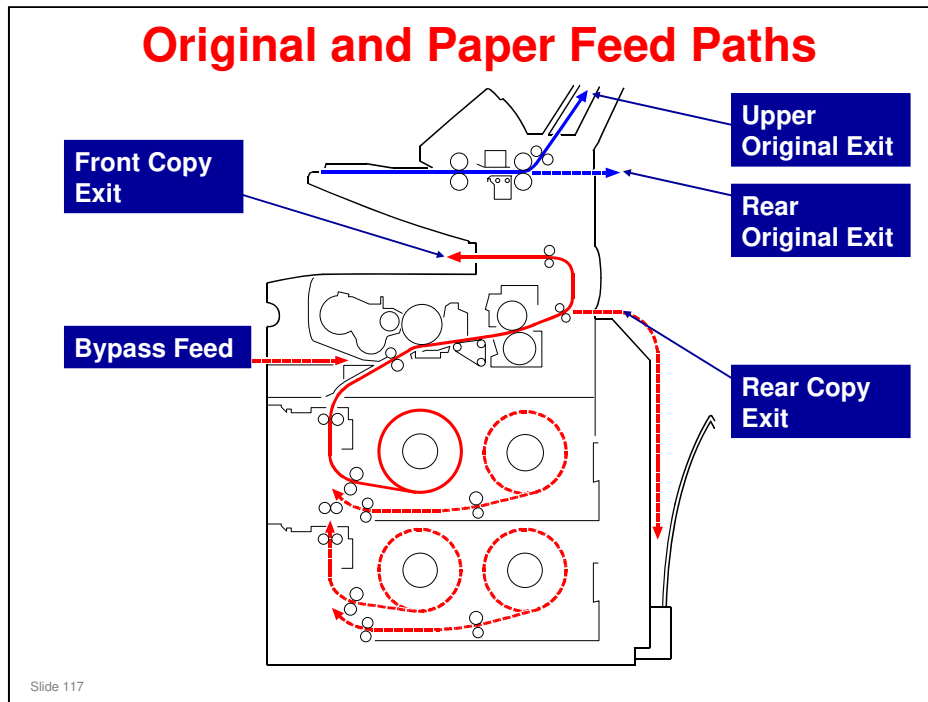 Original and Paper Feed Paths
Upper
Original Exit
Front Copy
Exit
Rear
Original Exit
Bypass Feed
Rear Copy
Exit
Slide 117